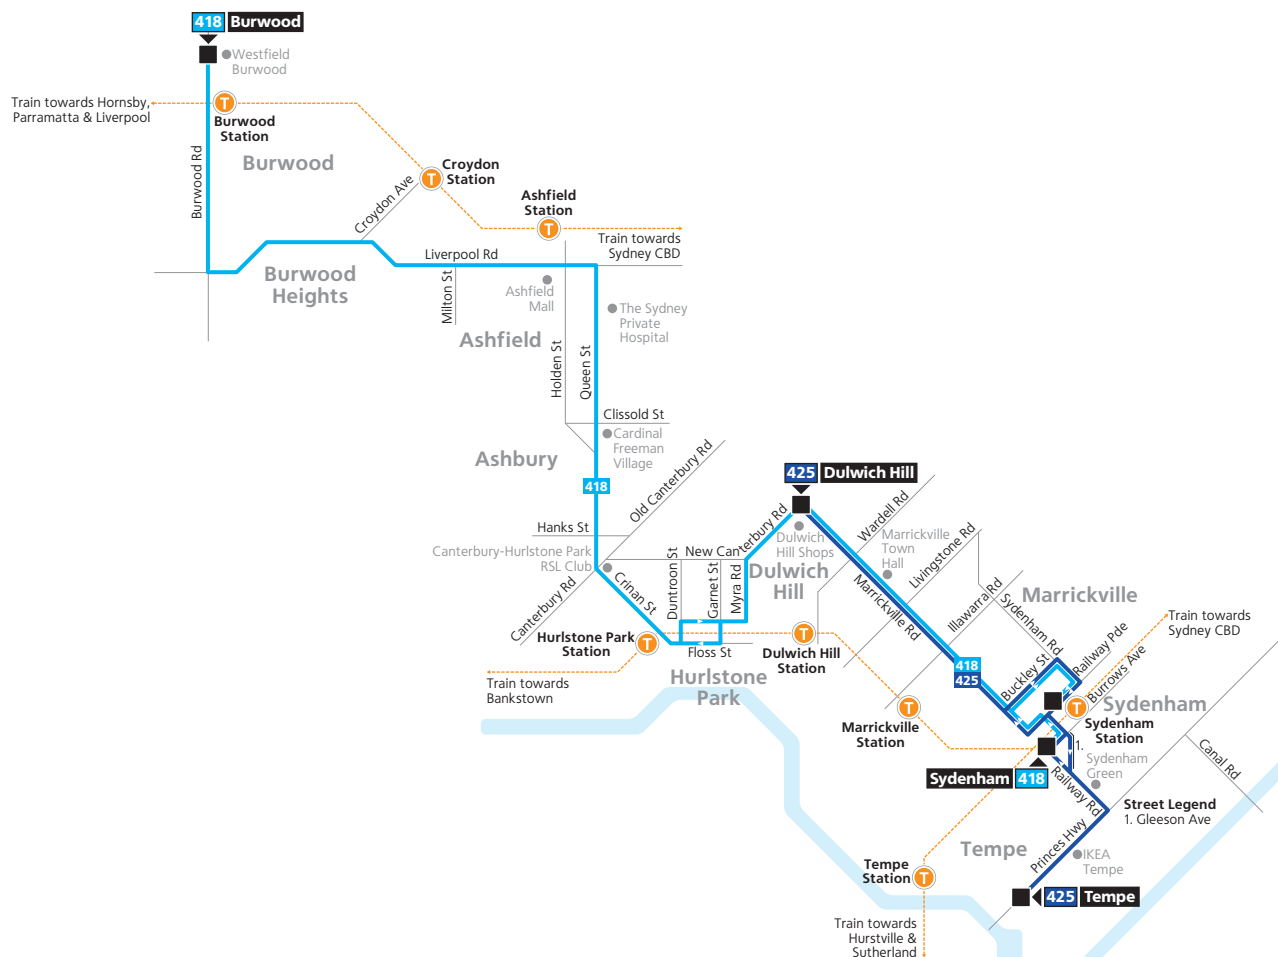 418 Burwood
Westfield
Burwood
Train towards Hornsby,
Parramatta & Liverpool
T
Burwood
Station
Burwood
Burwood Rd
T
Croydon
Station
Croydon Ave
Ashfield
Station
T
Train towards
Sydney CBD
Liverpool Rd
Burwood
Heights
Milton St
Ashfield
Mall
The Sydney
Private
Hospital
Ashfield
Holden St
Queen St
Clissold St
Cardinal
Freeman
Village
Ashbury
418
Old Canterbury Rd
Hanks St
Canterbury-Hurlstone Park
RSL Club
Canterbury Rd
Crinan St
New Canterbury Rd
Duntroon St
Garnet St
Myra Rd
Floss St
425 Dulwich Hill
Dulwich
Hill Shops
Dulwich
Hill
Wardell Rd
Marrickville
Town
Hall
Livingstone Rd
Marrickville Rd
Illawarra Rd
Sydenham Rd
Marrickville
Train towards
Sydney CBD
Hurlstone Park
Station
T
T
Dulwich Hill
Station
Hurlstone
Park
Train towards
Bankstown
418
425
Buckley St
Railway Pde
Burrows Ave
Sydenham
T
Sydenham
Station
T
Marrickville
Station
1.
Sydenham
Green
Canal Rd
Sydenham 418
Railway Rd
Street Legend
1. Gleeson Ave
Princes Hwy
Tempe
IKEA
Tempe
Tempe
Station
T
425 Tempe
Train towards
Hurstville &
Sutherland